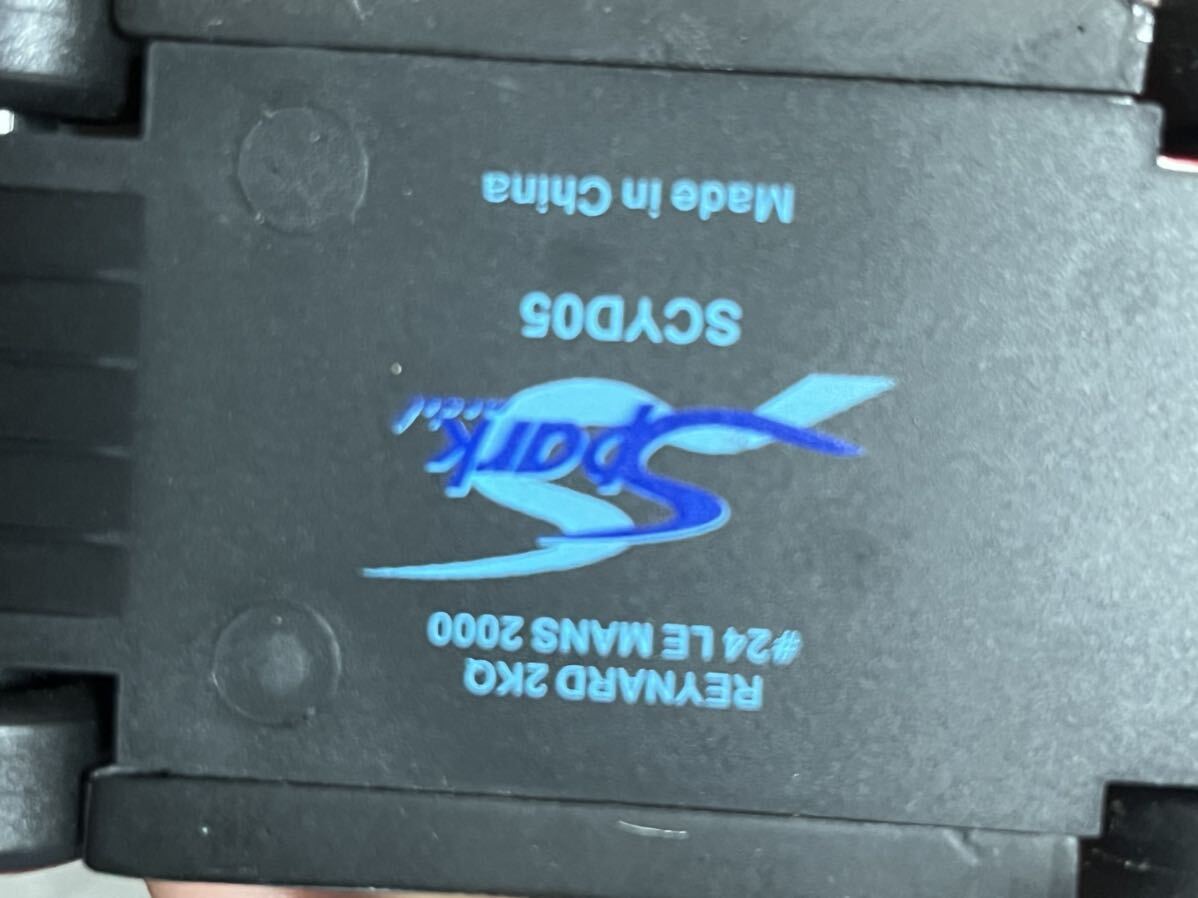 REYNARD 2KQ
#24 LE MANS 2000
Spark
SCYD05
Made in China